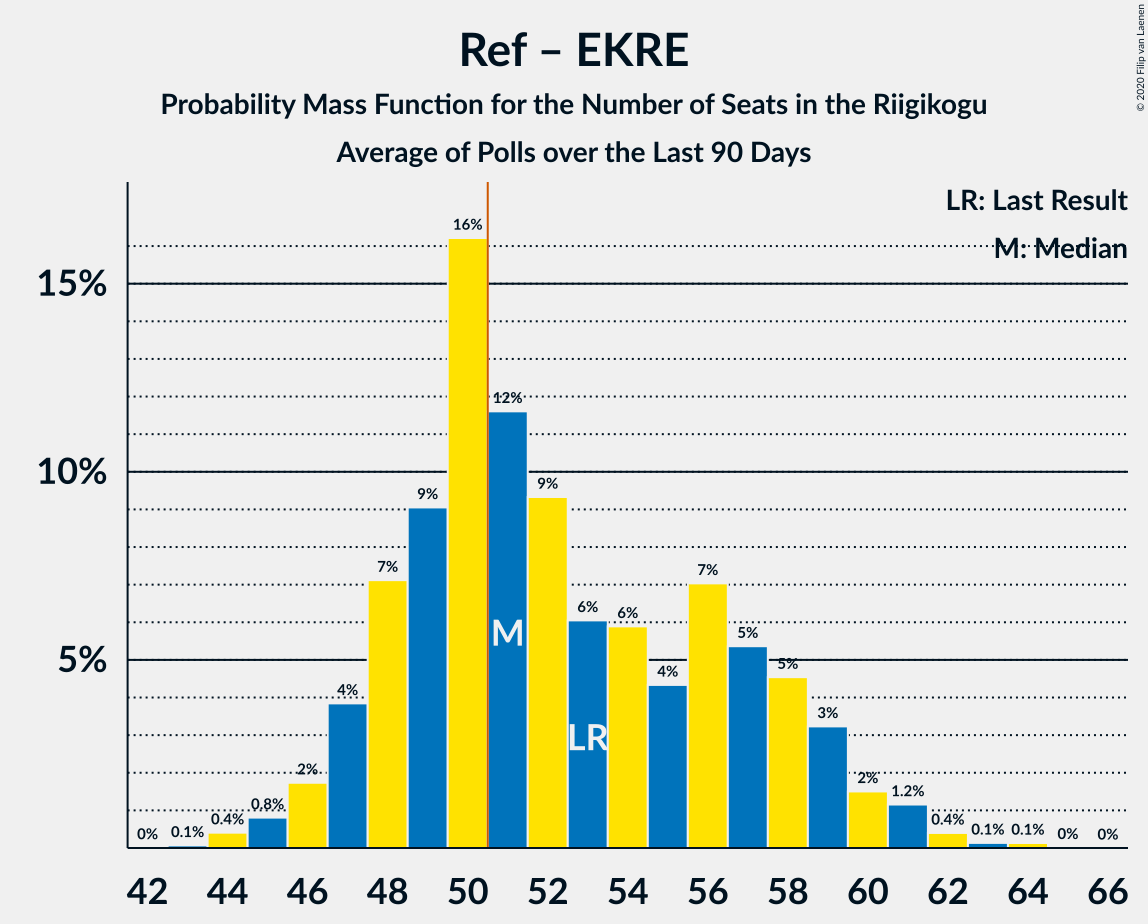 Ref – EKRE
Probability Mass Function for the Number of Seats in the Riigikogu
Average of Polls over the Last 90 Days
© 2020 Filip van Laenen
LR: Last Result
M: Median
15%
10%
5%
0% 0.1% 0.4% 0.8% 2% 4% 7% 9% 16% 12% 9% 6% 6% 4% 7% 5% 5% 3% 2% 1.2% 0.4% 0.1% 0.1% 0% 0%
M
LR
42 44 46 48 50 52 54 56 58 60 62 64 66